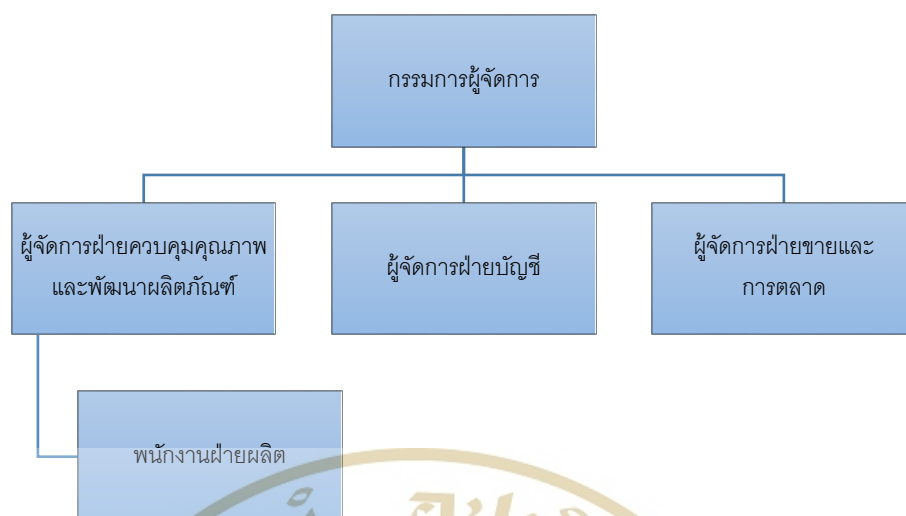 กรรมการผู้จัดการ
ผู้จัดการฝ่ายควบคุมคุณภาพ
และพัฒนาผลิตภัณฑ์
ผู้จัดการฝ่ายบัญชี
ผู้จัดการฝ่ายขายและ
การตลาด
พนักงานฝ่ายผลิต